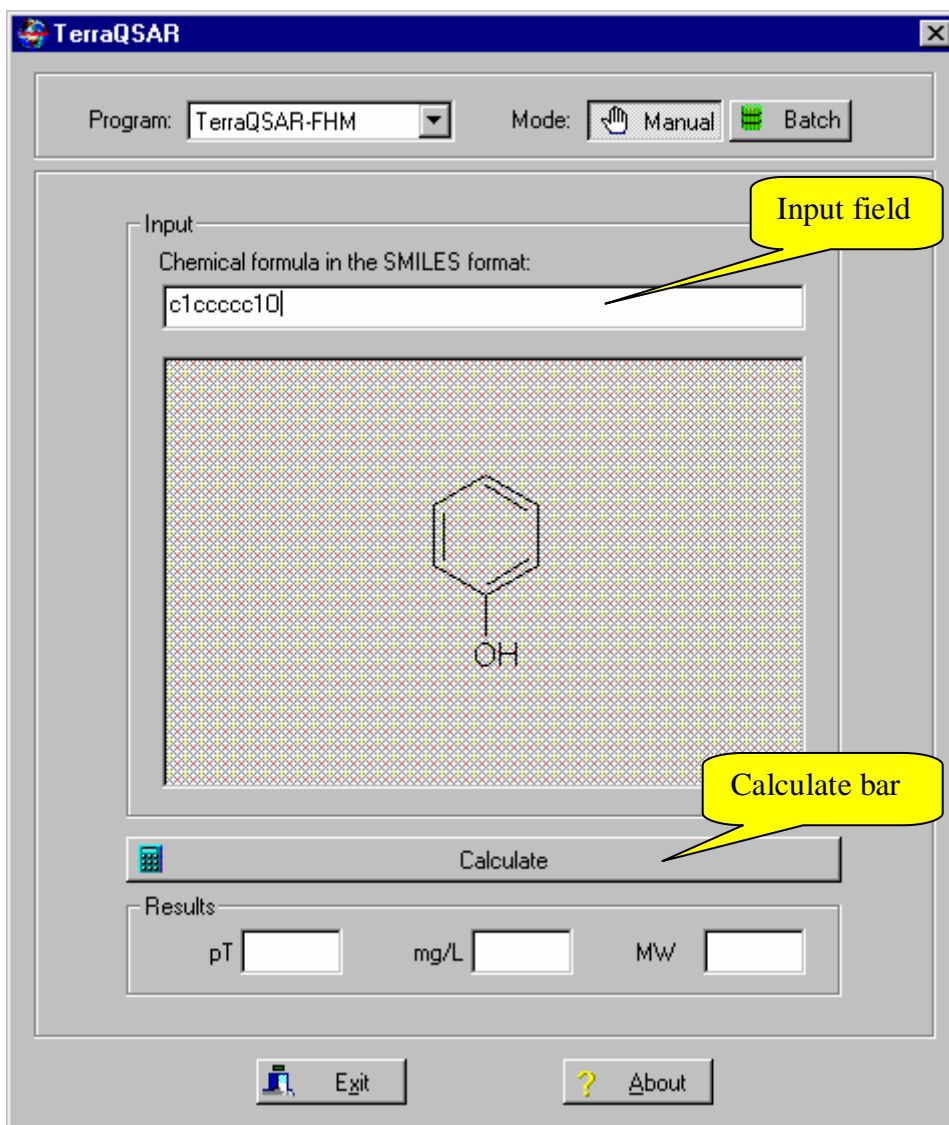 TerraQSAR
Program: TerraQSAR-FHM Mode: Manual Batch
Input field
Input
Chemical formula in the SMILES format:
c1ccccc1O
OH
Calculate bar
Calculate
Results
pT mg/L MW
Exit About